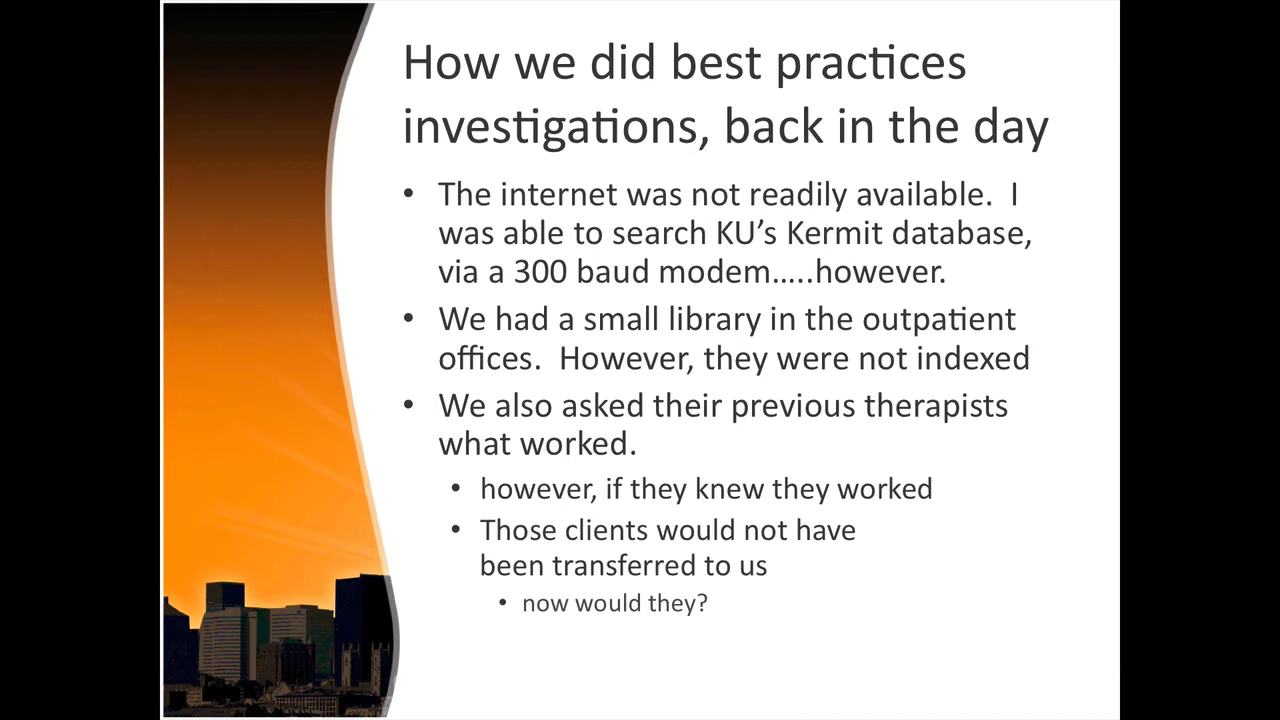 How we did best practices
investigations, back in the day
• The internet was not readily available.  I
was able to search KU’s Kermit database,
via a 300 baud modem…..however.
• We had a small library in the outpatient
offices.  However, they were not indexed
• We also asked their previous therapists
what worked.
• however, if they knew they worked
• Those clients would not have
been transferred to us
• now would they?